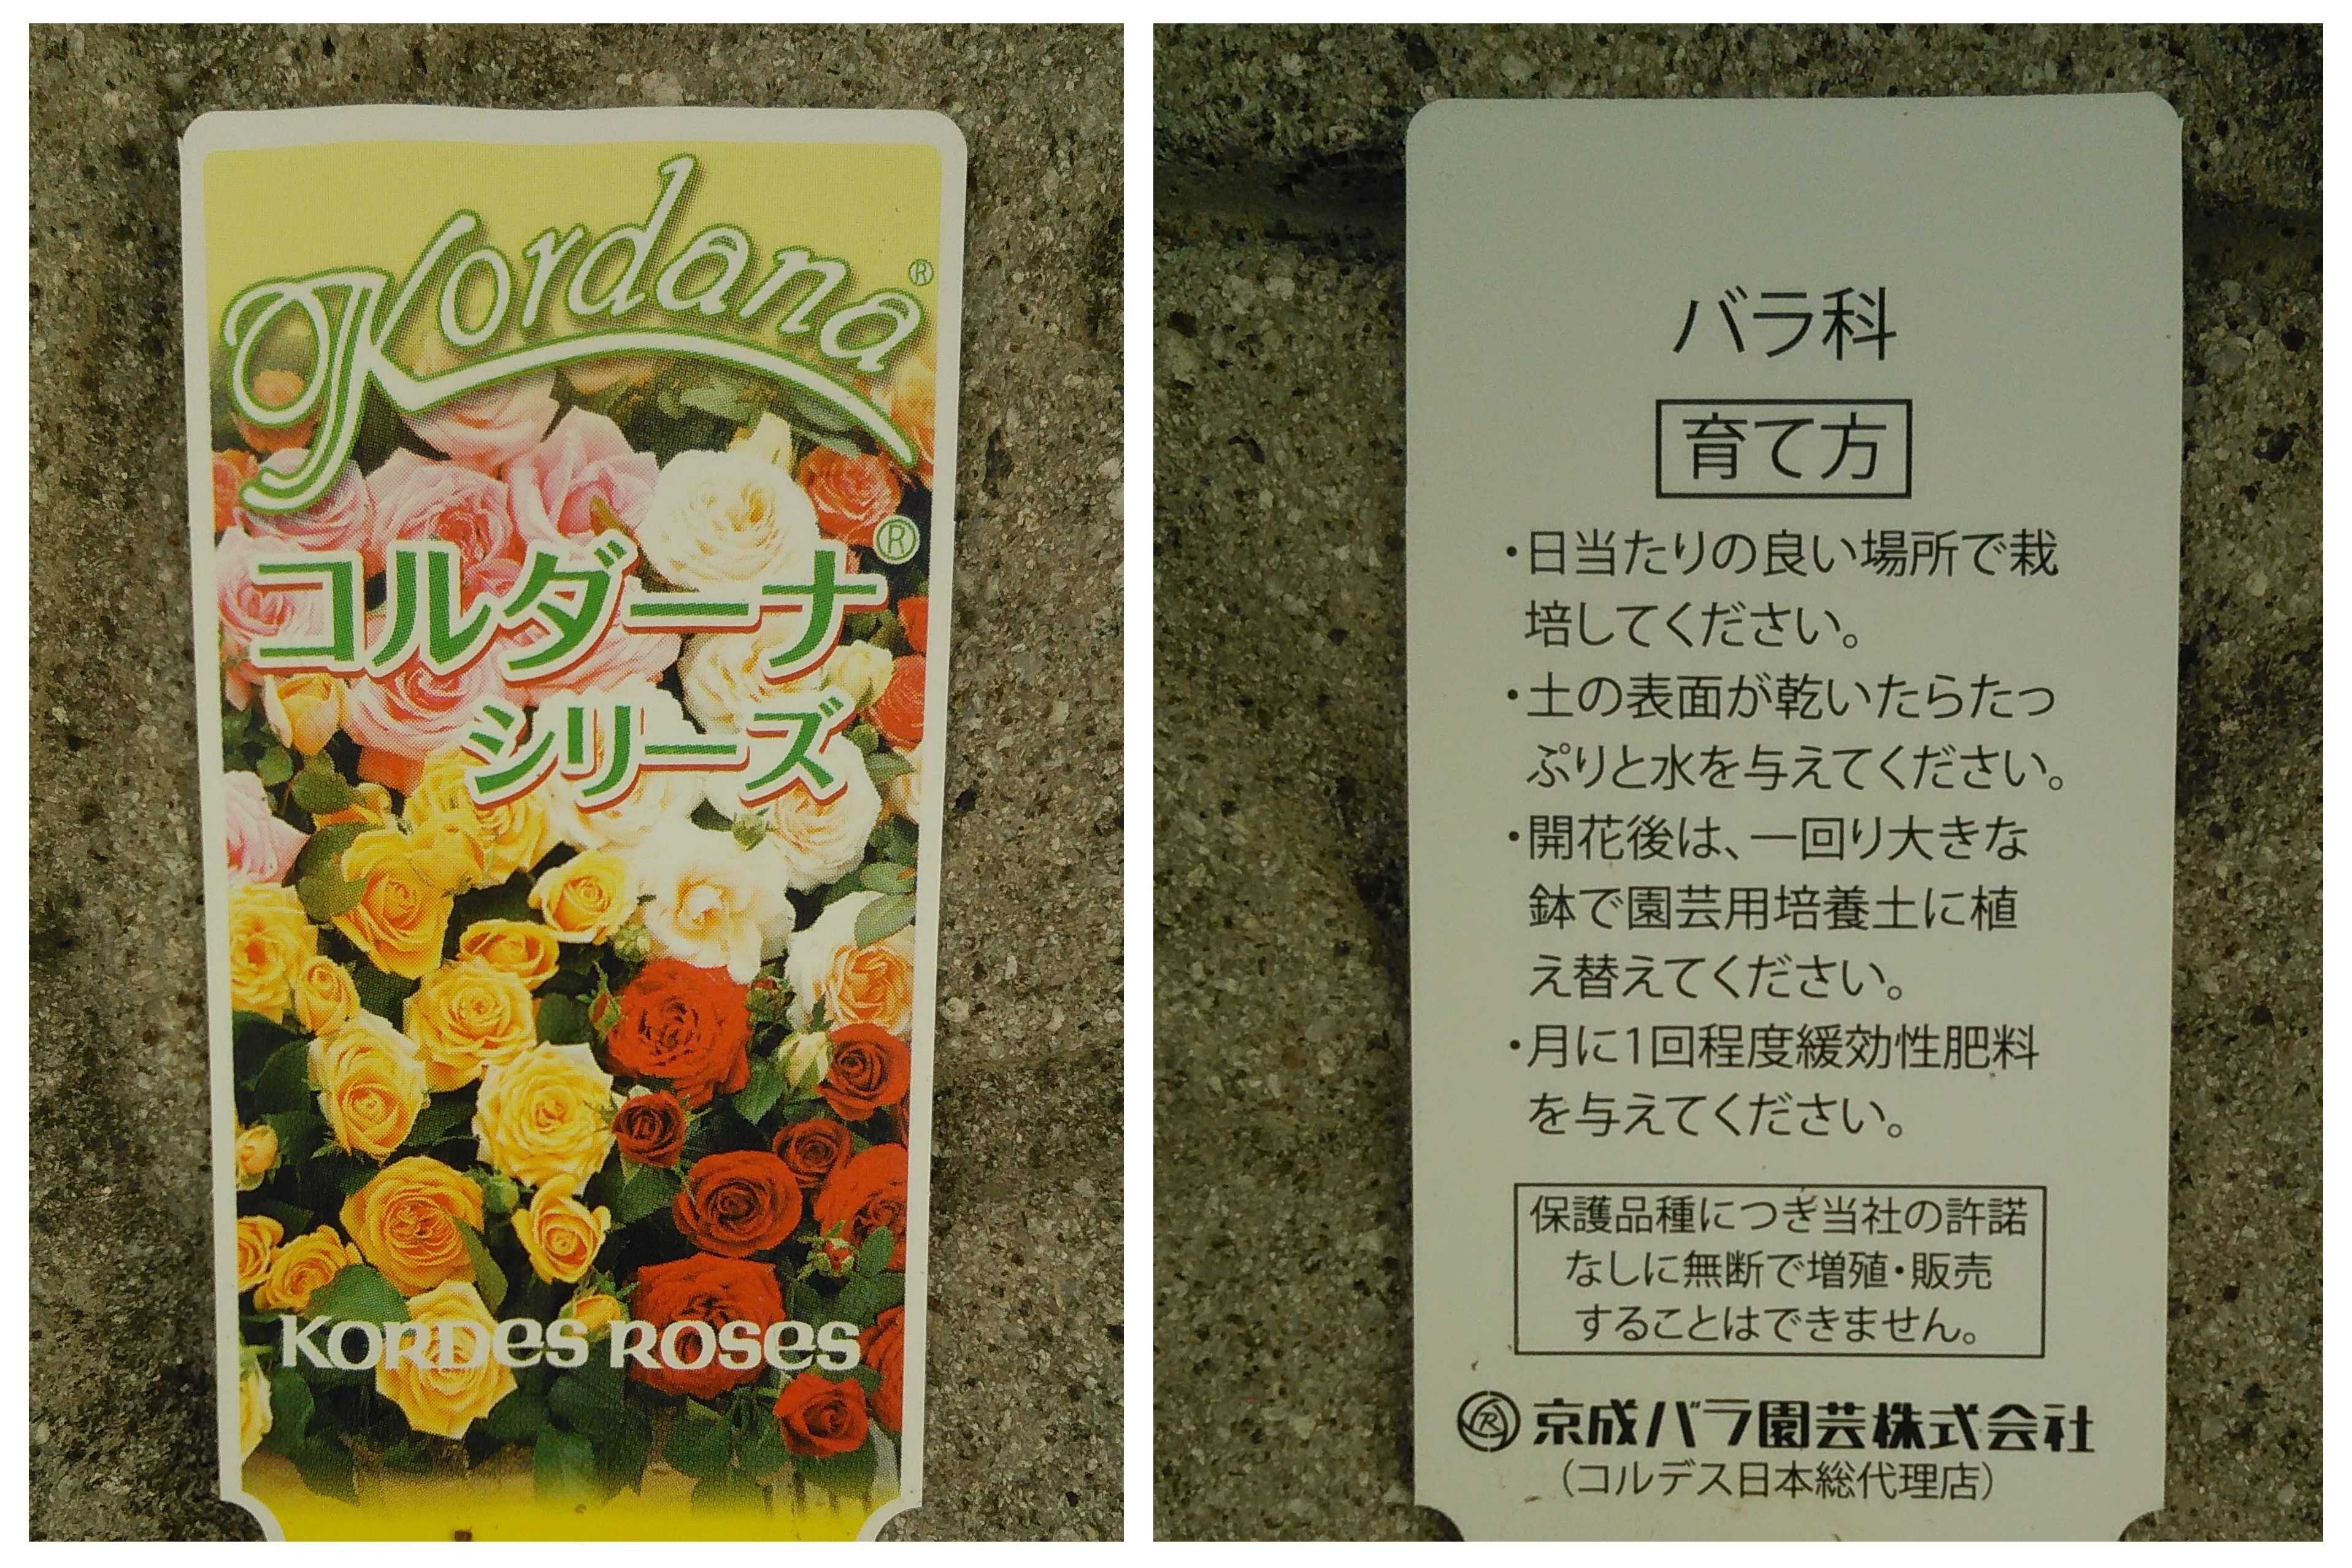 Kordana®
コルダーナ®
シリーズ
KORDES ROSES
バラ科
育て方
・日当たりの良い場所で栽
培してください。
・土の表面が乾いたらたっ
ぷりと水を与えてください。
・開花後は、一回り大きな
鉢で園芸用培養土に植
え替えてください。
・月に1回程度緩効性肥料
を与えてください。
保護品種につき当社の許諾
なしに無断で増殖・販売
することはできません。
R 京成バラ園芸株式会社
（コルデス日本総代理店）